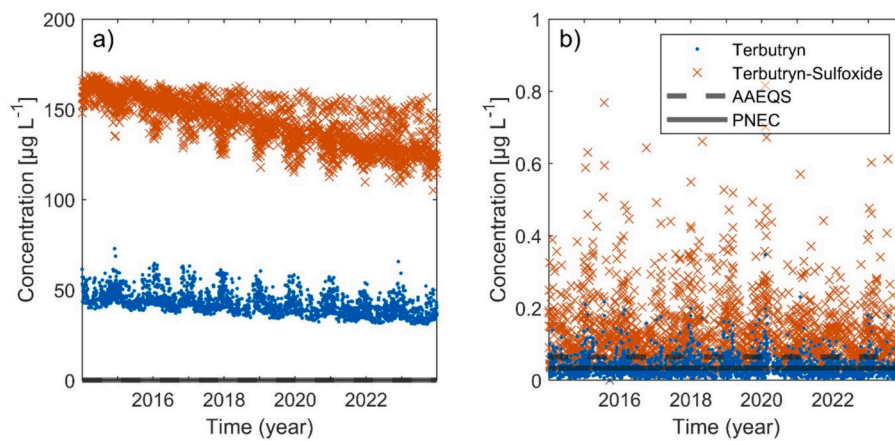 a)
200
150
100
50
0
Concentration [µg L⁻¹]
2016 2018 2020 2022
Time (year)
b)
1
0.8
0.6
0.4
0.2
0
Concentration [µg L⁻¹]
2016 2018 2020 2022
Time (year)
Terbutryn
Terbutryn-Sulfoxide
AAEQS
PNEC